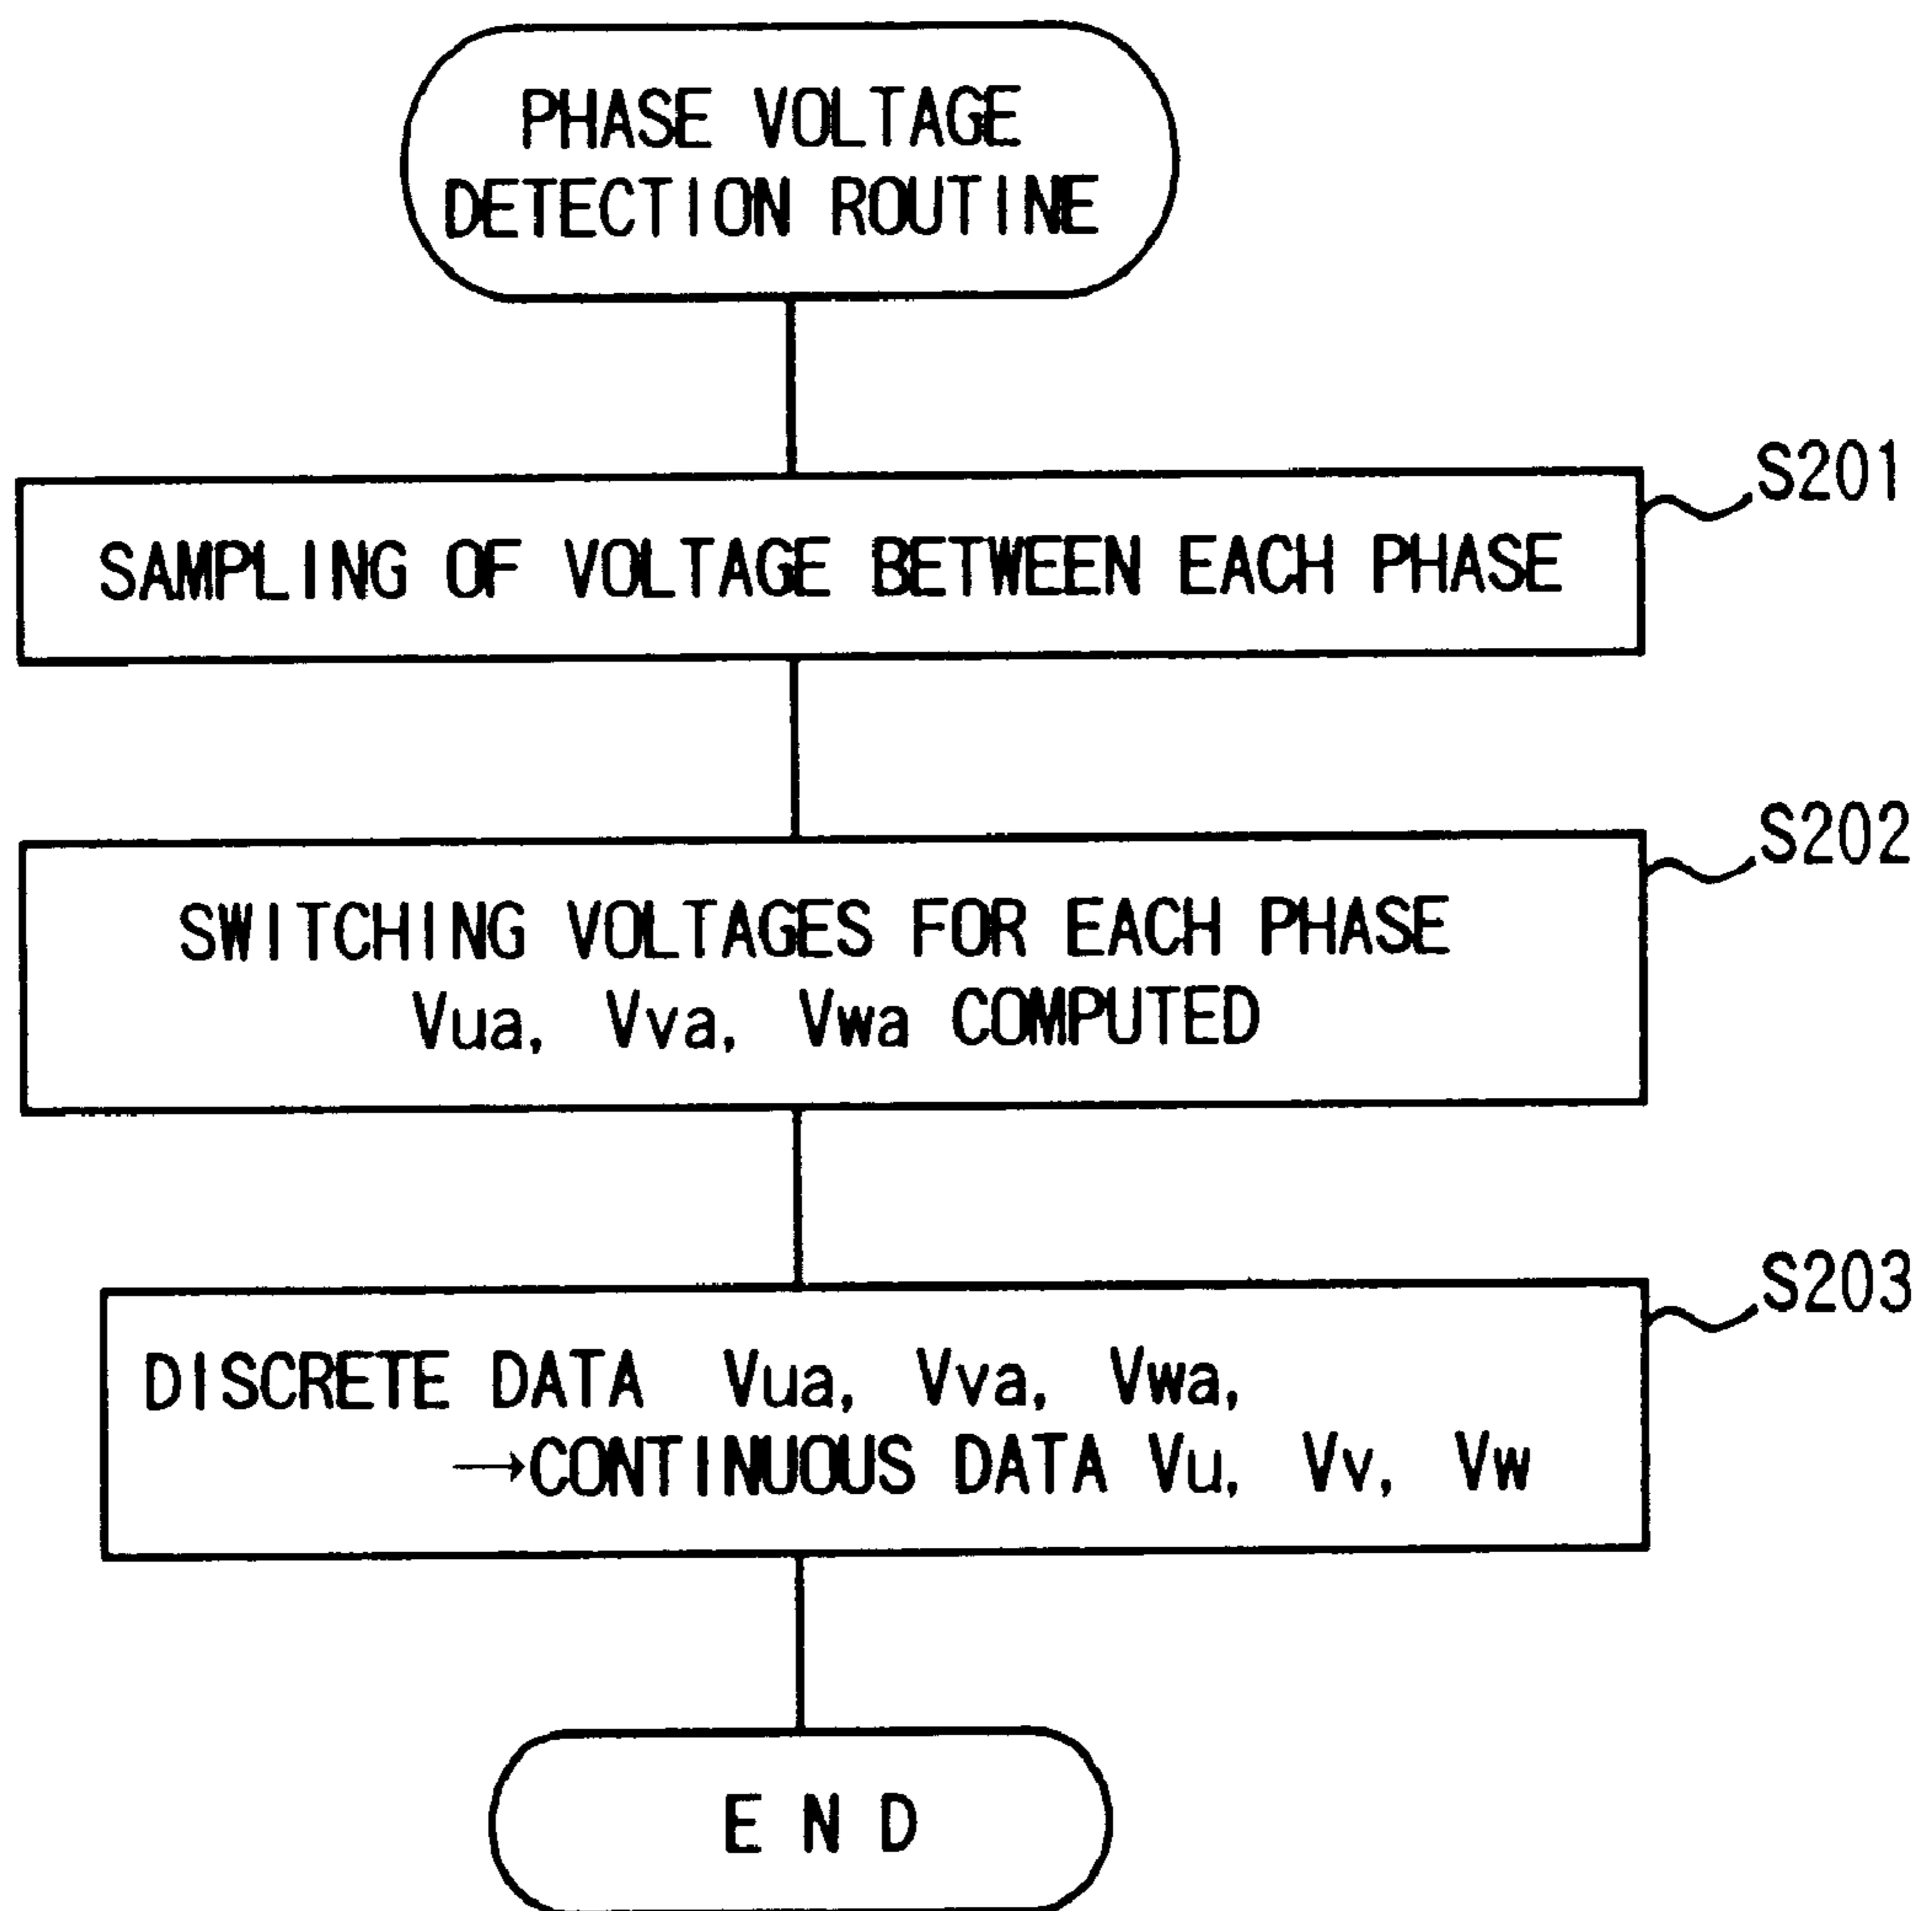 PHASE VOLTAGE
DETECTION ROUTINE
S201
SAMPLING OF VOLTAGE BETWEEN EACH PHASE
S202
SWITCHING VOLTAGES FOR EACH PHASE
Vua, Vva, Vwa COMPUTED
S203
DISCRETE DATA Vua, Vva, Vwa,
→CONTINUOUS DATA Vu, Vv, Vw
END